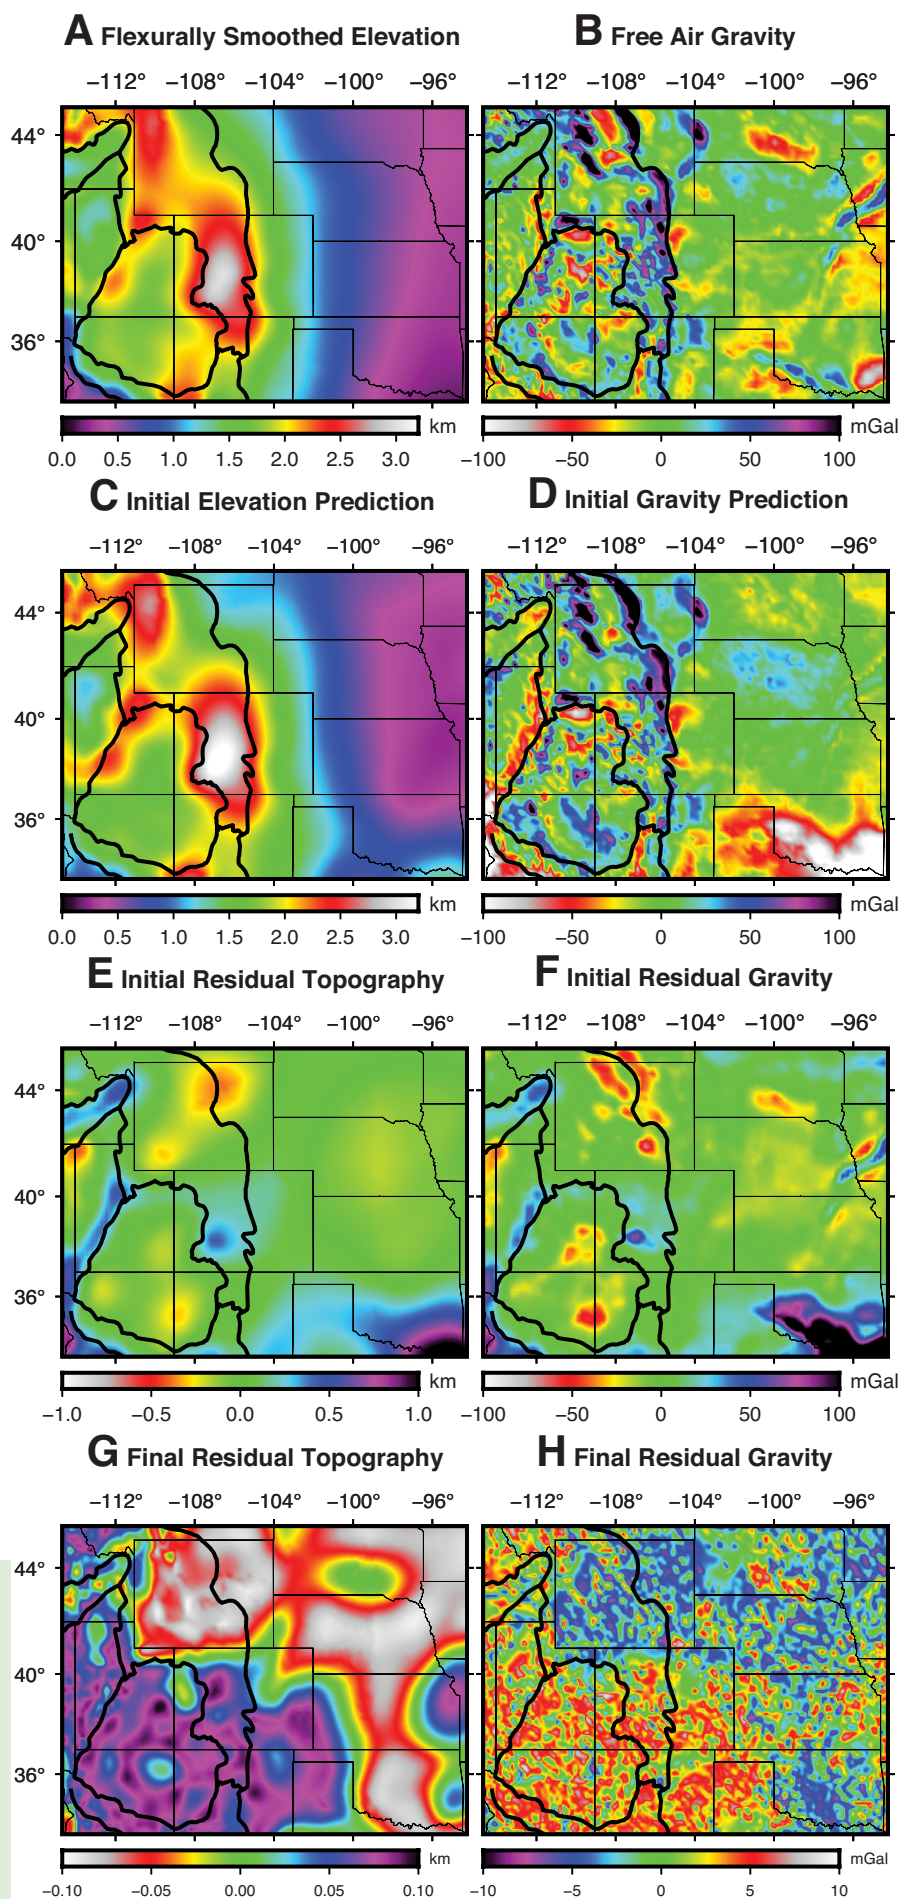 A Flexurally Smoothed Elevation
B Free Air Gravity
−112° −108° −104° −100° −96°
−112° −108° −104° −100° −96°
44°
40°
36°
km
mGal
0.0 0.5 1.0 1.5 2.0 2.5 3.0
−100 −50 0 50 100
C Initial Elevation Prediction
D Initial Gravity Prediction
−112° −108° −104° −100° −96°
−112° −108° −104° −100° −96°
44°
40°
36°
km
mGal
0.0 0.5 1.0 1.5 2.0 2.5 3.0
−100 −50 0 50 100
E Initial Residual Topography
F Initial Residual Gravity
−112° −108° −104° −100° −96°
−112° −108° −104° −100° −96°
44°
40°
36°
km
mGal
−1.0 −0.5 0.0 0.5 1.0
−100 −50 0 50 100
G Final Residual Topography
H Final Residual Gravity
−112° −108° −104° −100° −96°
−112° −108° −104° −100° −96°
44°
40°
36°
km
mGal
−0.10 −0.05 0.00 0.05 0.10
−10 −5 0 5 10